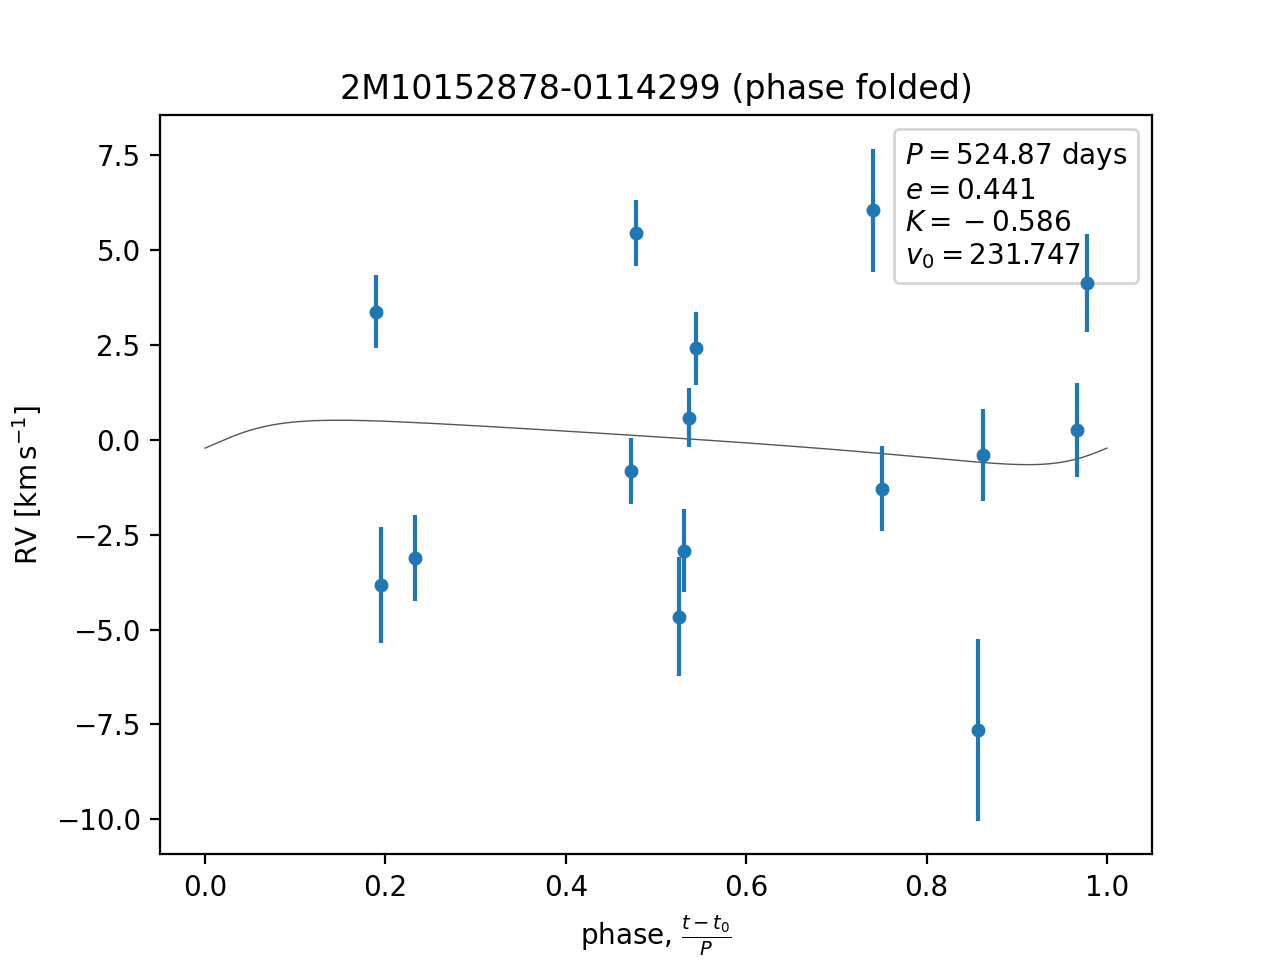 2M10152878-0114299 (phase folded)
P = 524.87 days
e = 0.441
K = −0.586
v₀ = 231.747
7.5
5.0
2.5
0.0
−2.5
−5.0
−7.5
−10.0
RV [km s⁻¹]
0.0 0.2 0.4 0.6 0.8 1.0
phase, (t − t₀)/P